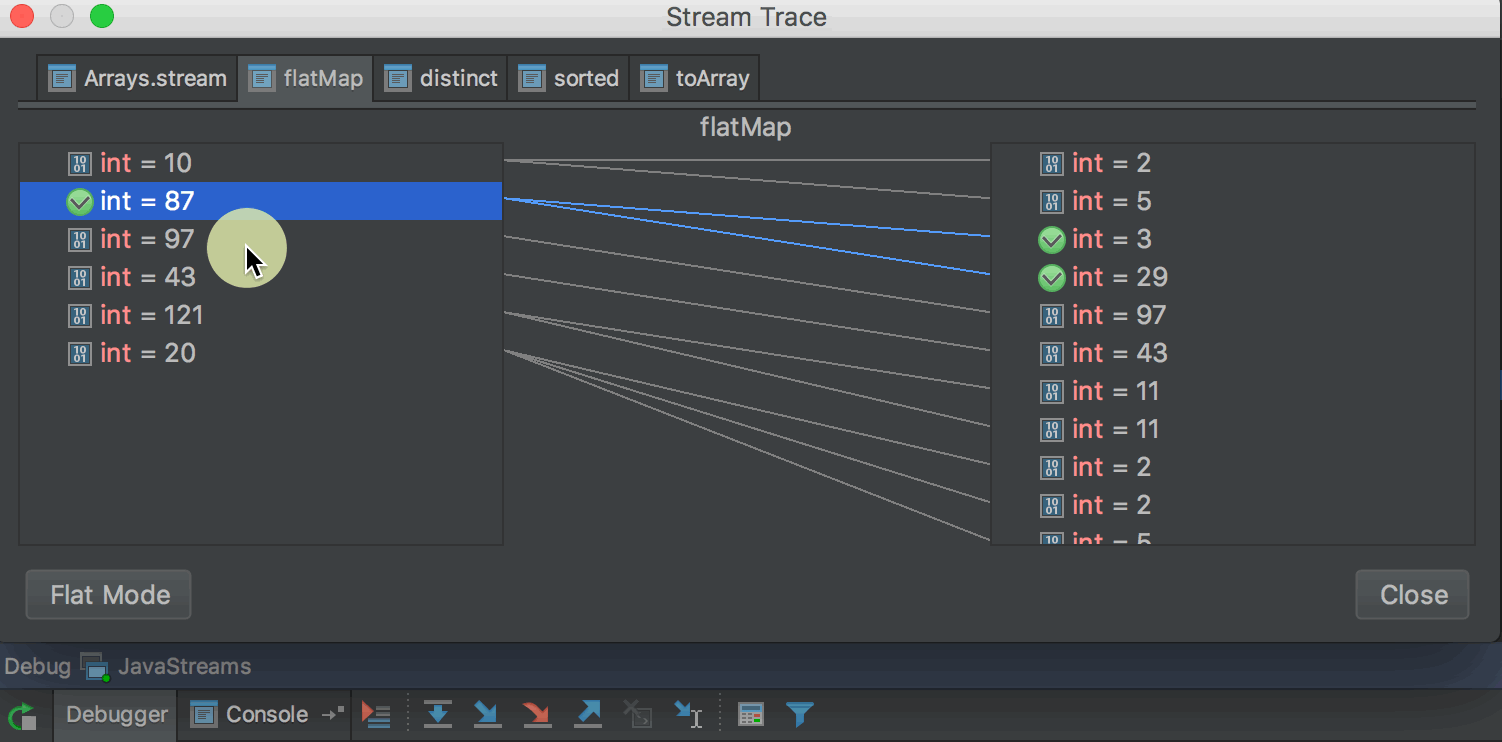 Stream Trace
Arrays.stream flatMap distinct sorted toArray
flatMap
int = 10
int = 87
int = 97
int = 43
int = 121
int = 20
int = 2
int = 5
int = 3
int = 29
int = 97
int = 43
int = 11
int = 11
int = 2
int = 2
int = 5
Flat Mode
Close
Debug JavaStreams
Debugger Console